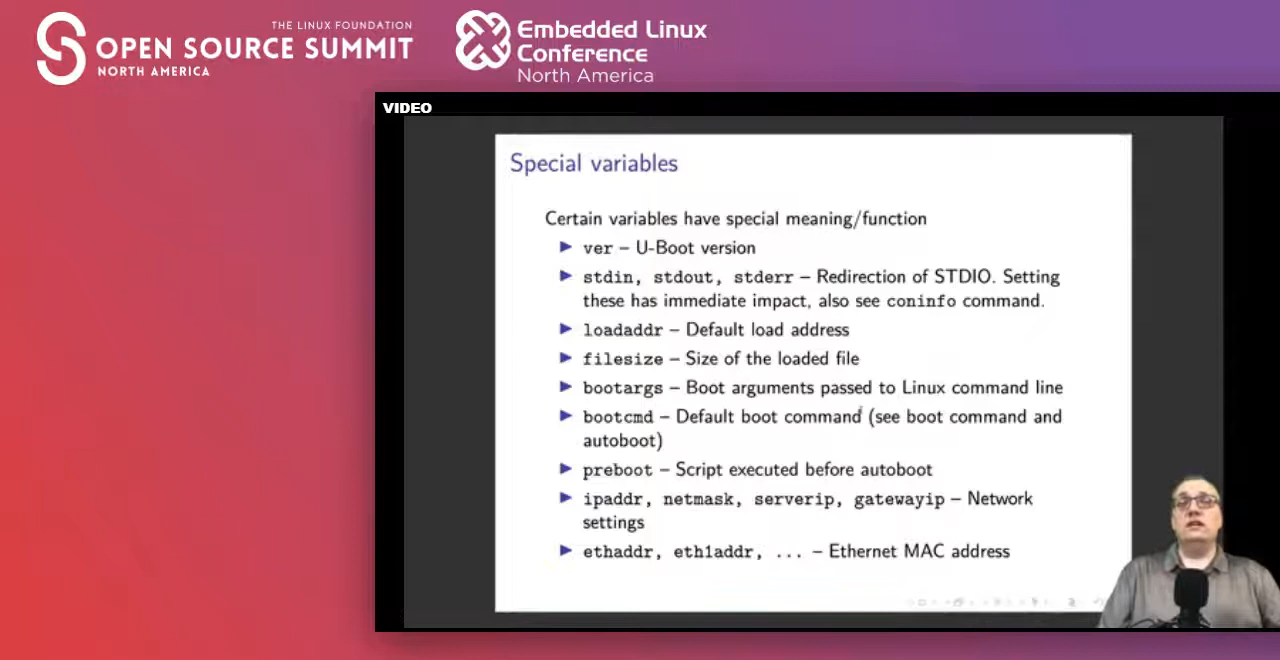 THE LINUX FOUNDATION
OPEN SOURCE SUMMIT
NORTH AMERICA
Embedded Linux
Conference
North America
VIDEO
Special variables
Certain variables have special meaning/function
▶ ver – U-Boot version
▶ stdin, stdout, stderr – Redirection of STDIO. Setting
these has immediate impact, also see coninfo command.
▶ loadaddr – Default load address
▶ filesize – Size of the loaded file
▶ bootargs – Boot arguments passed to Linux command line
▶ bootcmd – Default boot command (see boot command and
autoboot)
▶ preboot – Script executed before autoboot
▶ ipaddr, netmask, serverip, gatewayip – Network
settings
▶ ethaddr, eth1addr, ... – Ethernet MAC address